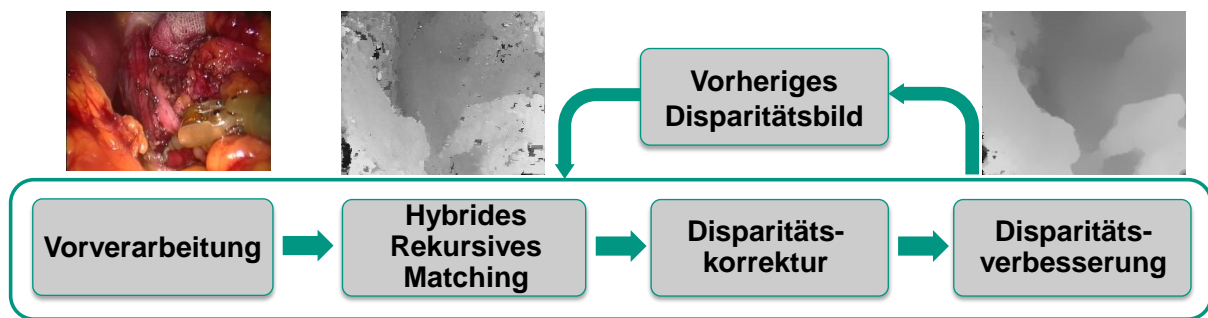 Vorheriges
Disparitätsbild
Vorverarbeitung
Hybrides
Rekursives
Matching
Disparitäts-
korrektur
Disparitäts-
verbesserung